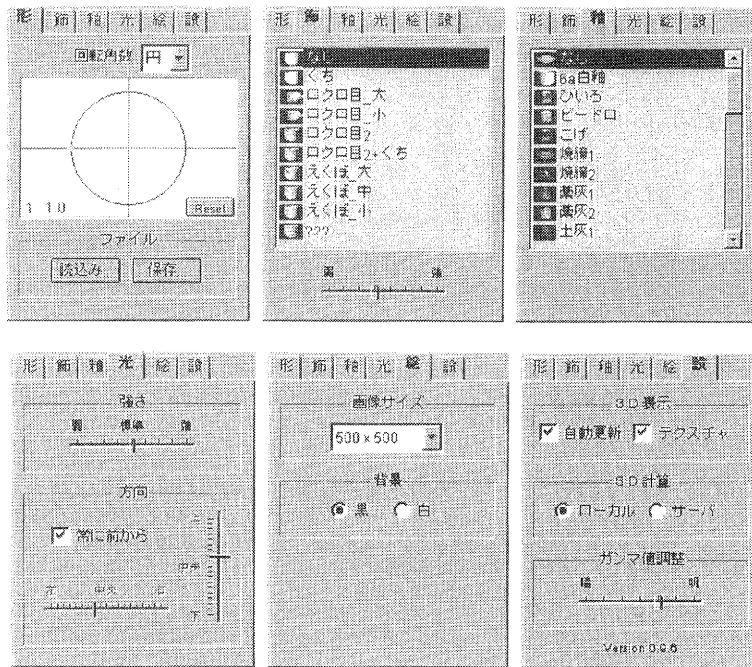 形 飾 釉 光 絵 設
回転角数 円
1 1.0
Reset
ファイル
読込み 保存
形 飾 釉 光 絵 設
なし
くち
ロクロ目_大
ロクロ目_小
ロクロ目2
ロクロ目2+くち
えくぼ_大
えくぼ_中
えくぼ_小
???
弱 強
形 飾 釉 光 絵 設
なし
6a白釉
ひいろ
ビードロ
こげ
焼締1
焼締2
藁灰1
藁灰2
土灰1
形 飾 釉 光 絵 設
強さ
弱 標準 強
方向
常に前から
上
中央
下
左 中央 右
形 飾 釉 光 絵 設
画像サイズ
500 x 500
背景
黒 白
形 飾 釉 光 絵 設
3D表示
自動更新 テクスチャ
3D計算
ローカル サーバ
ガンマ値調整
暗 明
Version 0.9.6